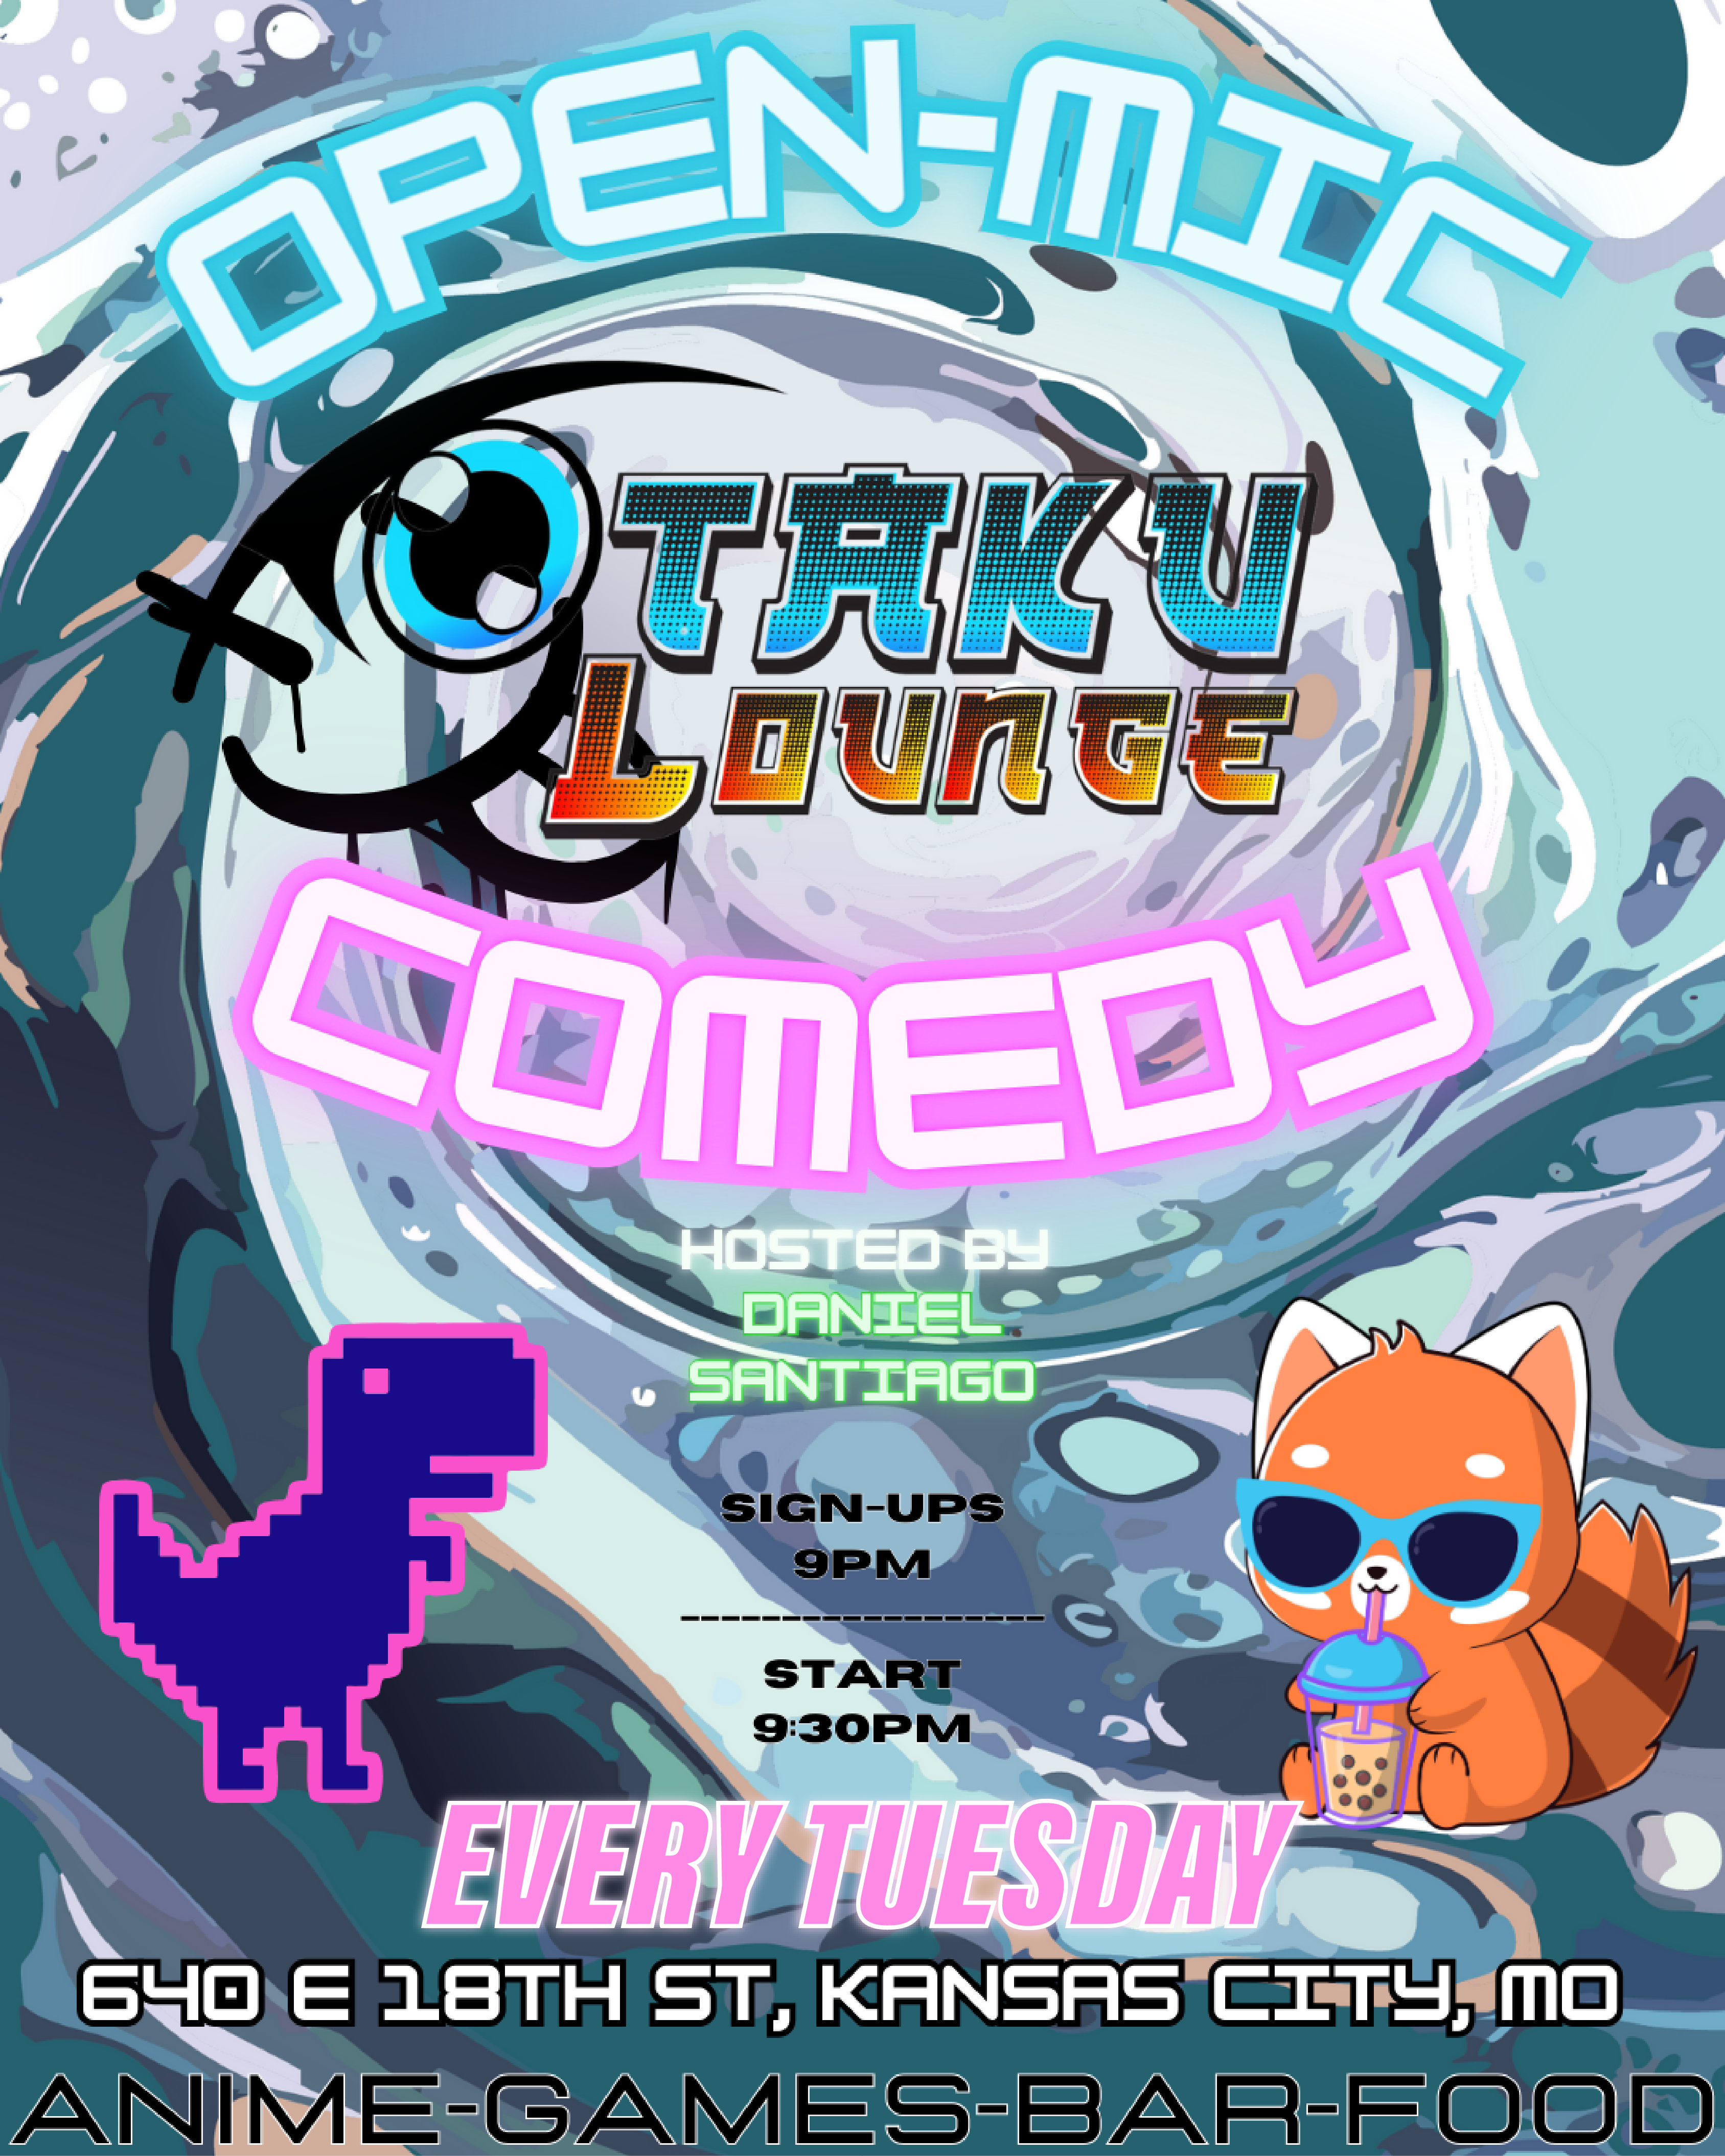 OPEN-MIC
OTAKU
LOUNGE
COMEDY
HOSTED BY
DANIEL
SANTIAGO
SIGN-UPS
9PM
------------------
START
9:30PM
EVERY TUESDAY
640 E 18TH ST, KANSAS CITY, MO
ANIME-GAMES-BAR-FOOD